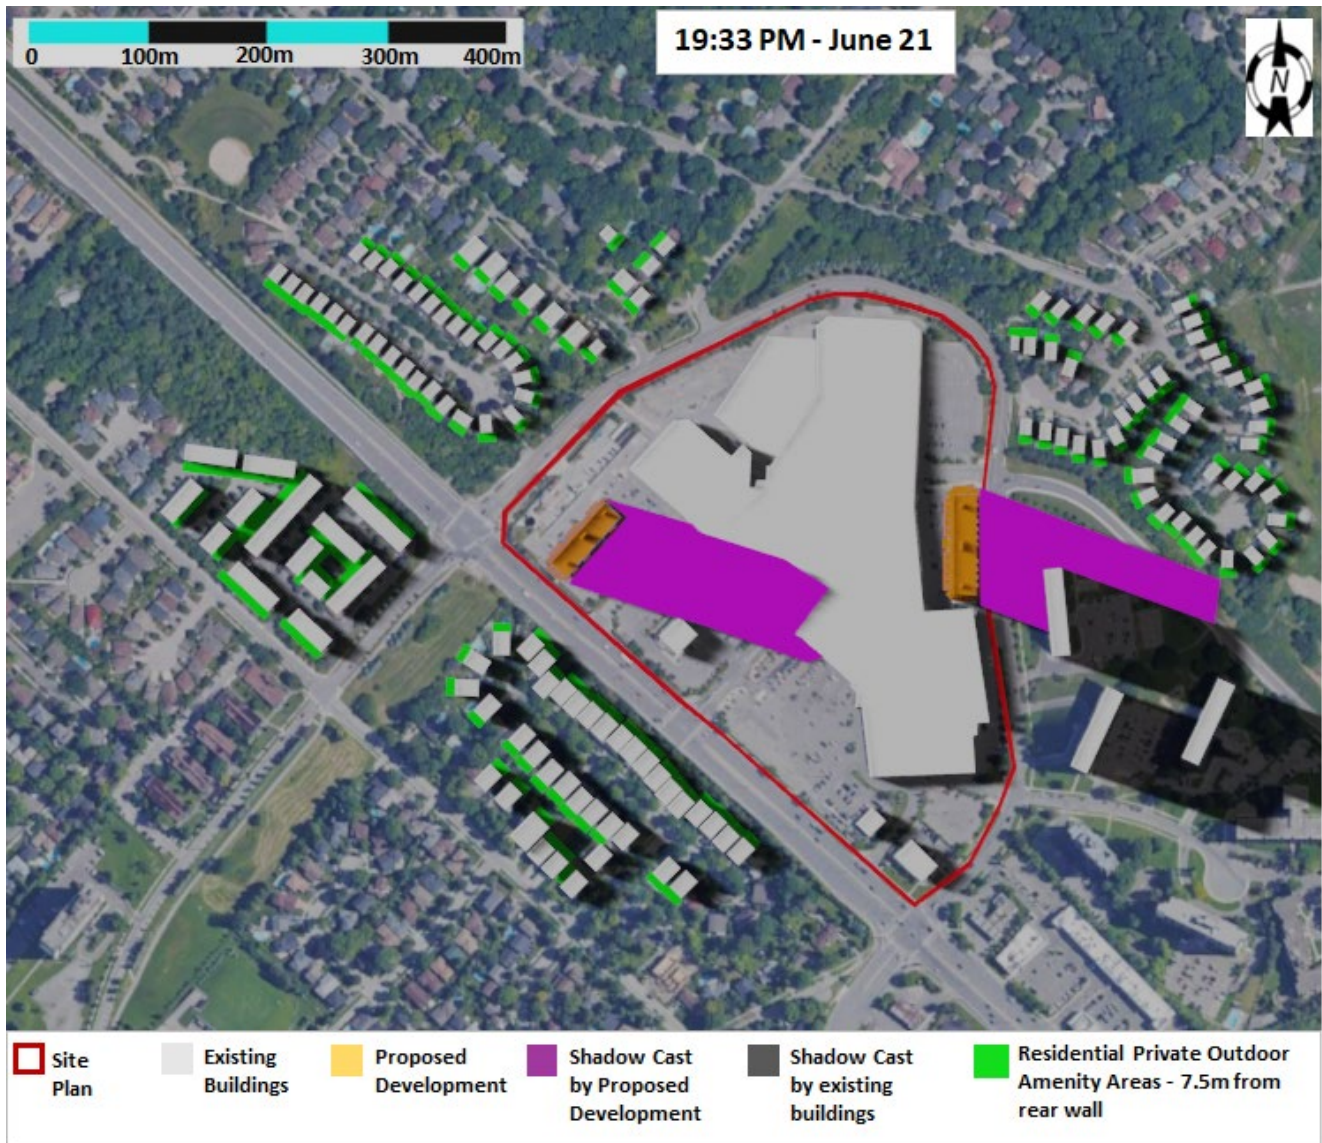 0 100m 200m 300m 400m
19:33 PM - June 21
N
Site
Plan
Existing
Buildings
Proposed
Development
Shadow Cast
by Proposed
Development
Shadow Cast
by existing
buildings
Residential Private Outdoor
Amenity Areas - 7.5m from
rear wall